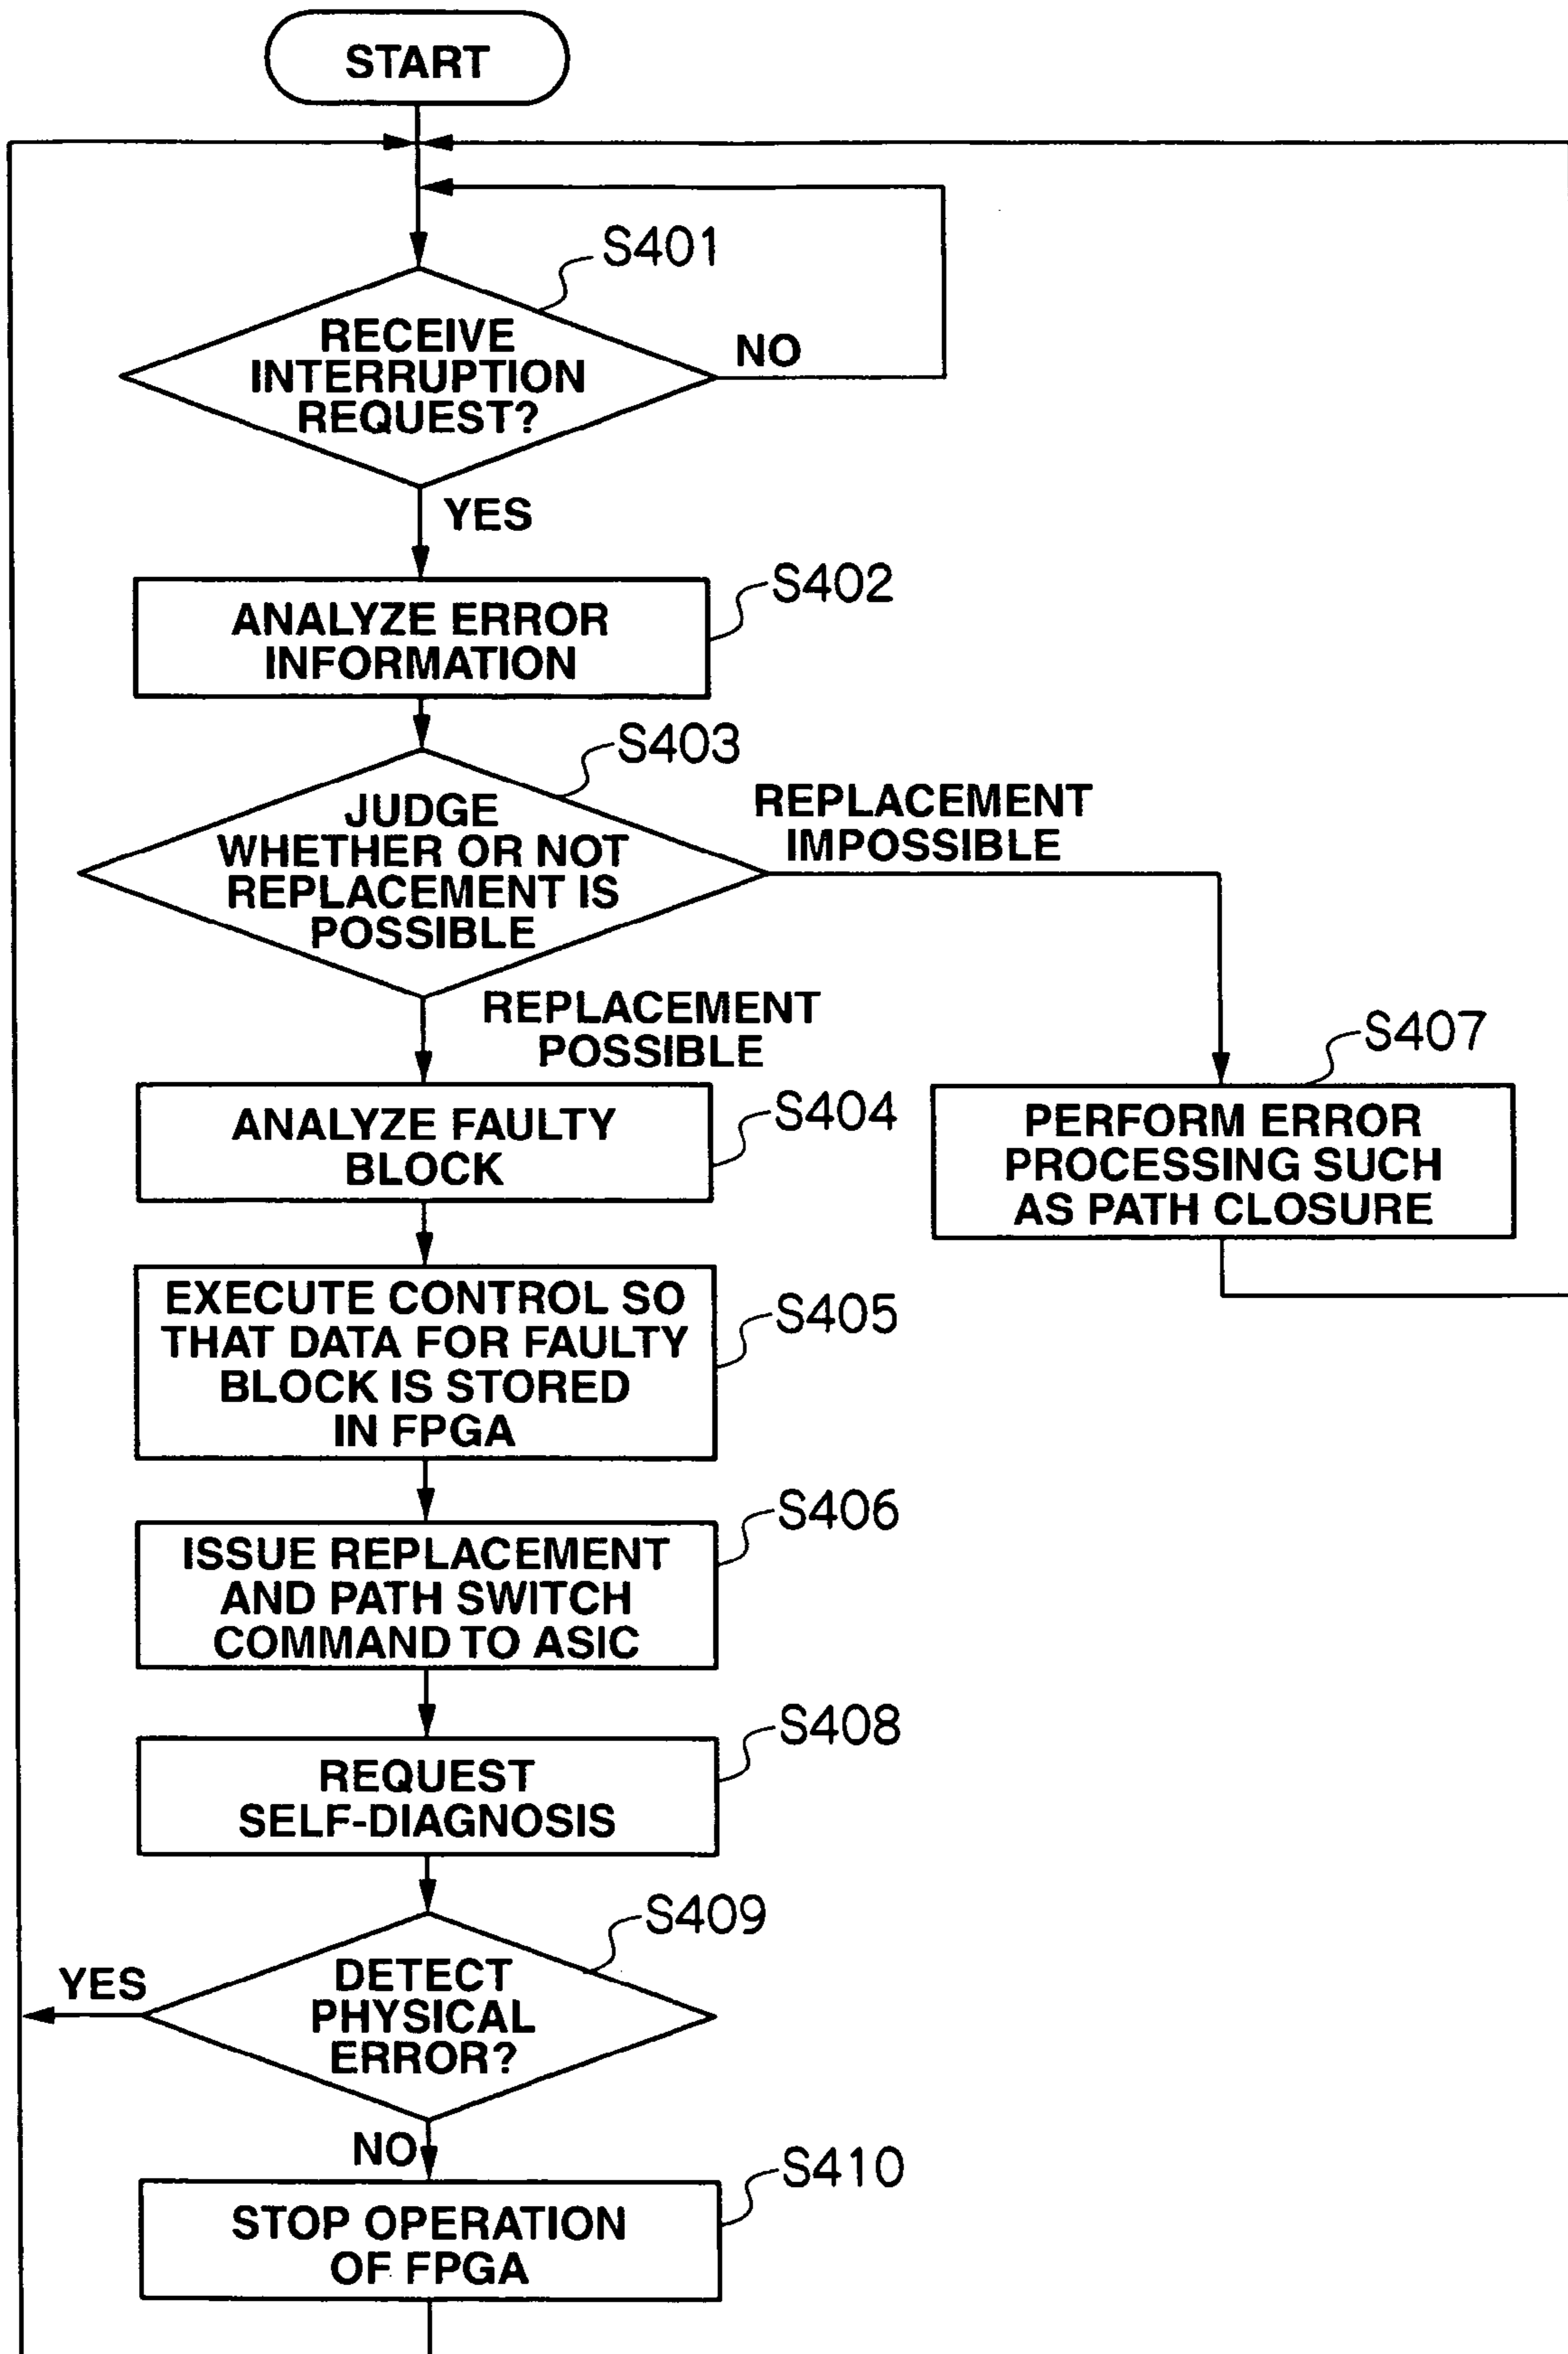 START
S401
RECEIVE
INTERRUPTION
REQUEST?
NO
YES
S402
ANALYZE ERROR
INFORMATION
S403
JUDGE
WHETHER OR NOT
REPLACEMENT IS
POSSIBLE
REPLACEMENT
IMPOSSIBLE
REPLACEMENT
POSSIBLE
S404
ANALYZE FAULTY
BLOCK
S407
PERFORM ERROR
PROCESSING SUCH
AS PATH CLOSURE
S405
EXECUTE CONTROL SO
THAT DATA FOR FAULTY
BLOCK IS STORED
IN FPGA
S406
ISSUE REPLACEMENT
AND PATH SWITCH
COMMAND TO ASIC
S408
REQUEST
SELF-DIAGNOSIS
S409
DETECT
PHYSICAL
ERROR?
YES
NO
S410
STOP OPERATION
OF FPGA